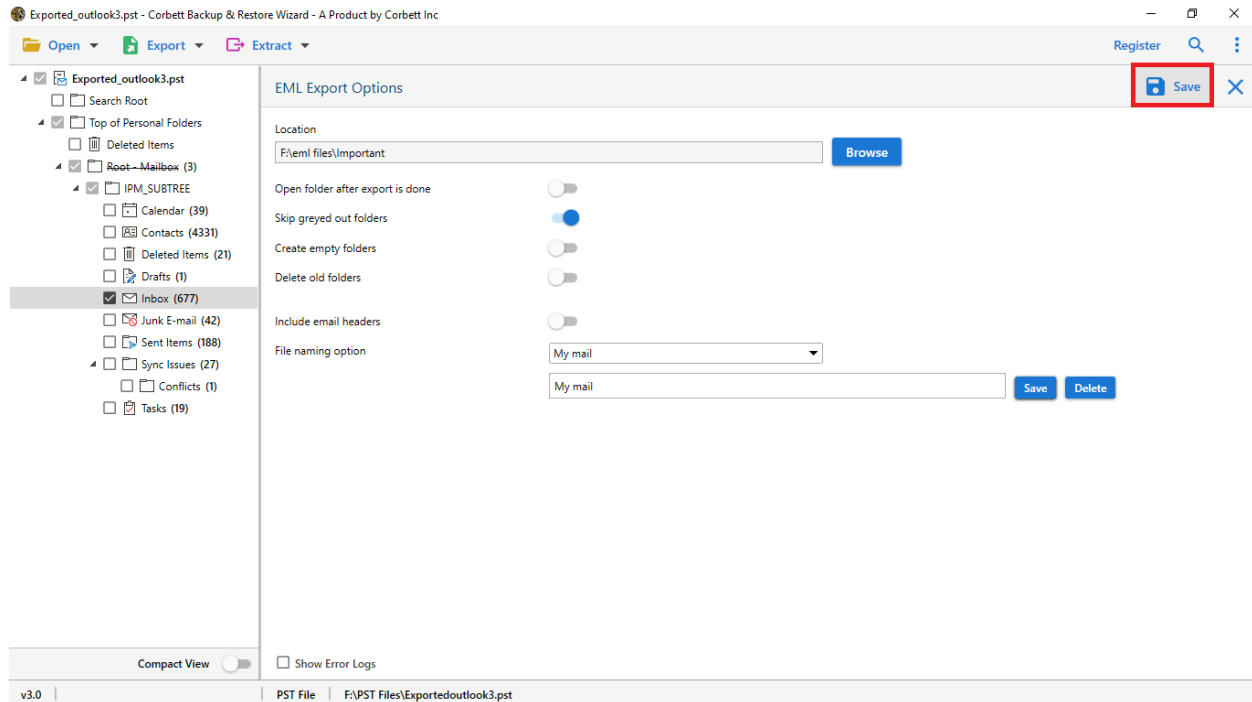 Exported_outlook3.pst - Corbett Backup & Restore Wizard - A Product by Corbett Inc
Open Export Extract Register
Exported_outlook3.pst
Search Root
Top of Personal Folders
Deleted Items
Root - Mailbox (3)
IPM_SUBTREE
Calendar (39)
Contacts (4331)
Deleted Items (21)
Drafts (1)
Inbox (677)
Junk E-mail (42)
Sent Items (188)
Sync Issues (27)
Conflicts (1)
Tasks (19)
Compact View
EML Export Options Save
Location
F:\eml files\Important Browse
Open folder after export is done
Skip greyed out folders
Create empty folders
Delete old folders
Include email headers
File naming option My mail
My mail Save Delete
Show Error Logs
v3.0 PST File F:\PST Files\Exportedoutlook3.pst